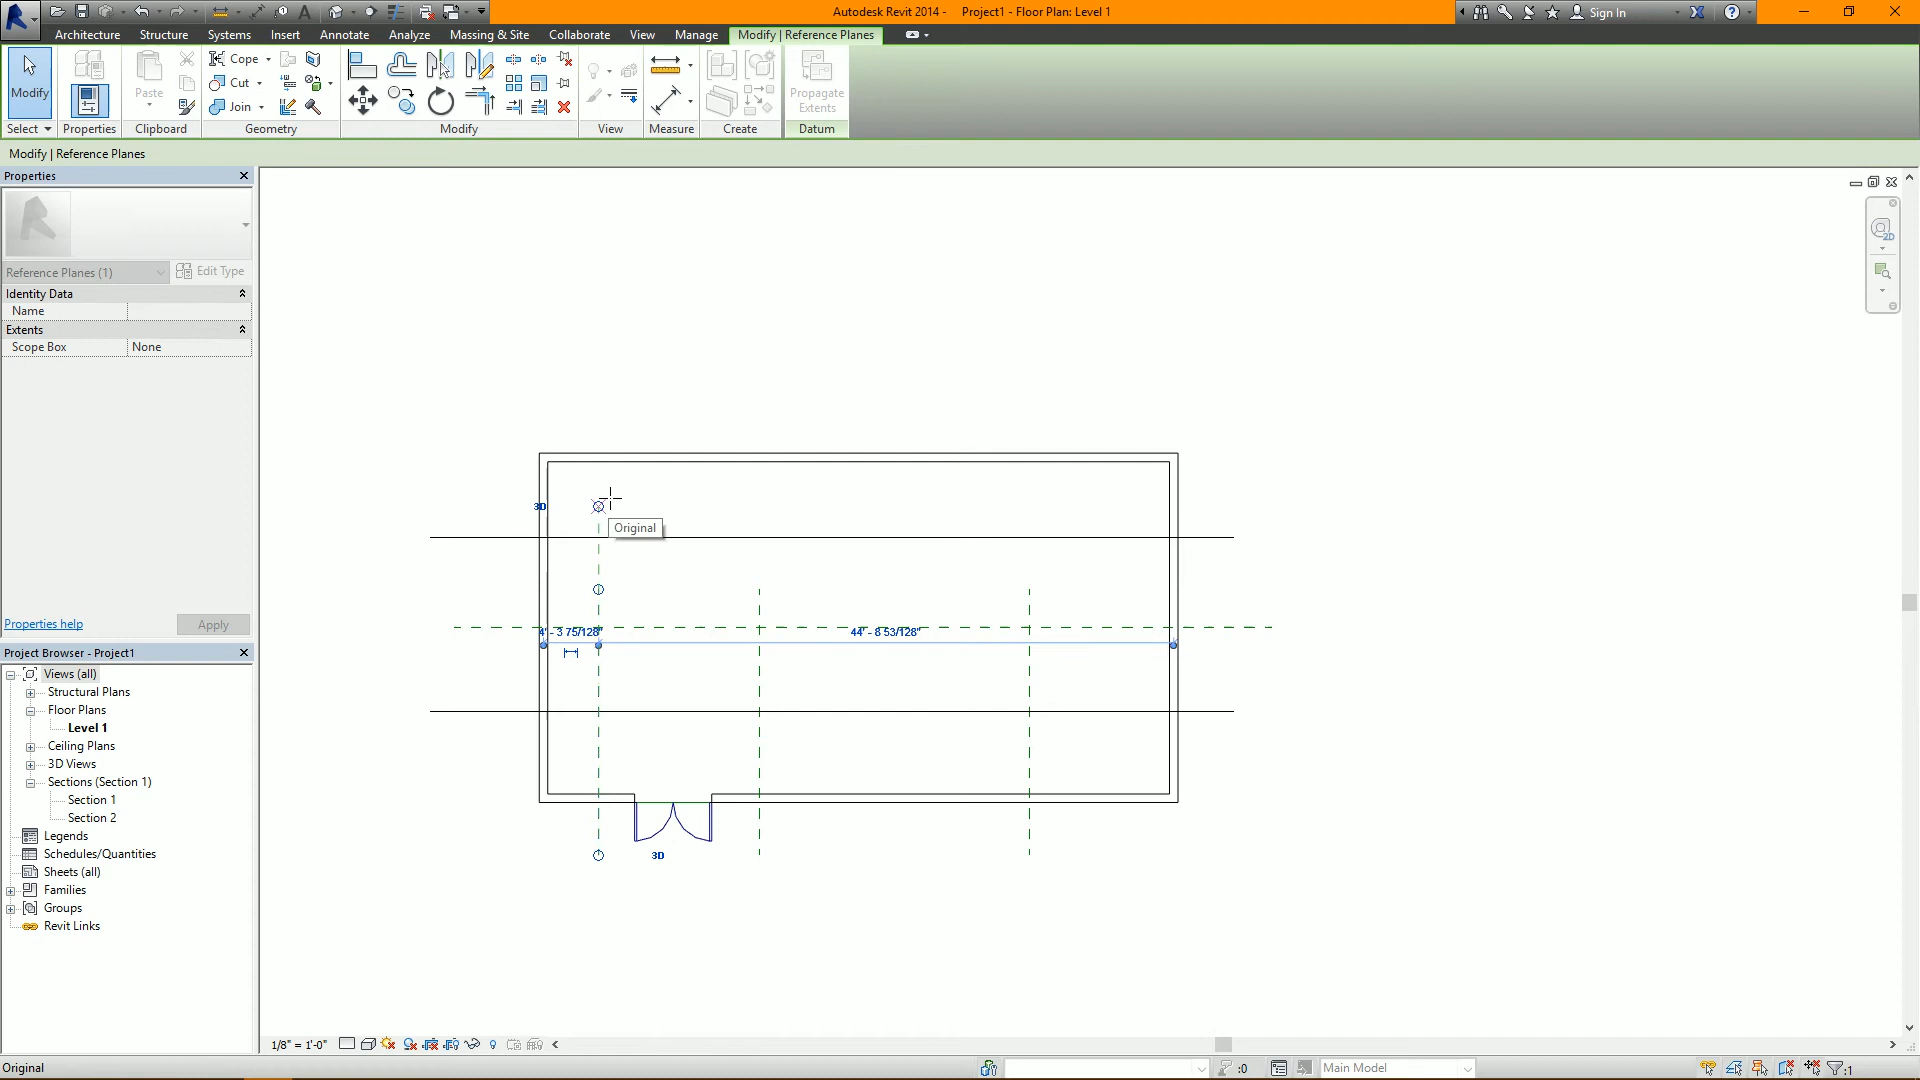 Autodesk Revit 2014 - Project1 - Floor Plan: Level 1
Sign In
Architecture Structure Systems Insert Annotate Analyze Massing & Site Collaborate View Manage Modify | Reference Planes
Modify
Select
Properties
Paste
Clipboard
Cope
Cut
Join
Geometry
Modify
View
Measure
Create
Propagate
Extents
Datum
Modify | Reference Planes
Properties
Reference Planes (1)
Edit Type
Identity Data
Name
Extents
Scope Box None
Properties help
Apply
Project Browser - Project1
Views (all)
Structural Plans
Floor Plans
Level 1
Ceiling Plans
3D Views
Sections (Section 1)
Section 1
Section 2
Legends
Schedules/Quantities
Sheets (all)
Families
Groups
Revit Links
2D
3D
Original
4' - 3 75/128"
44' - 8 53/128"
3D
1/8" = 1'-0"
Original
:0
Main Model
:1